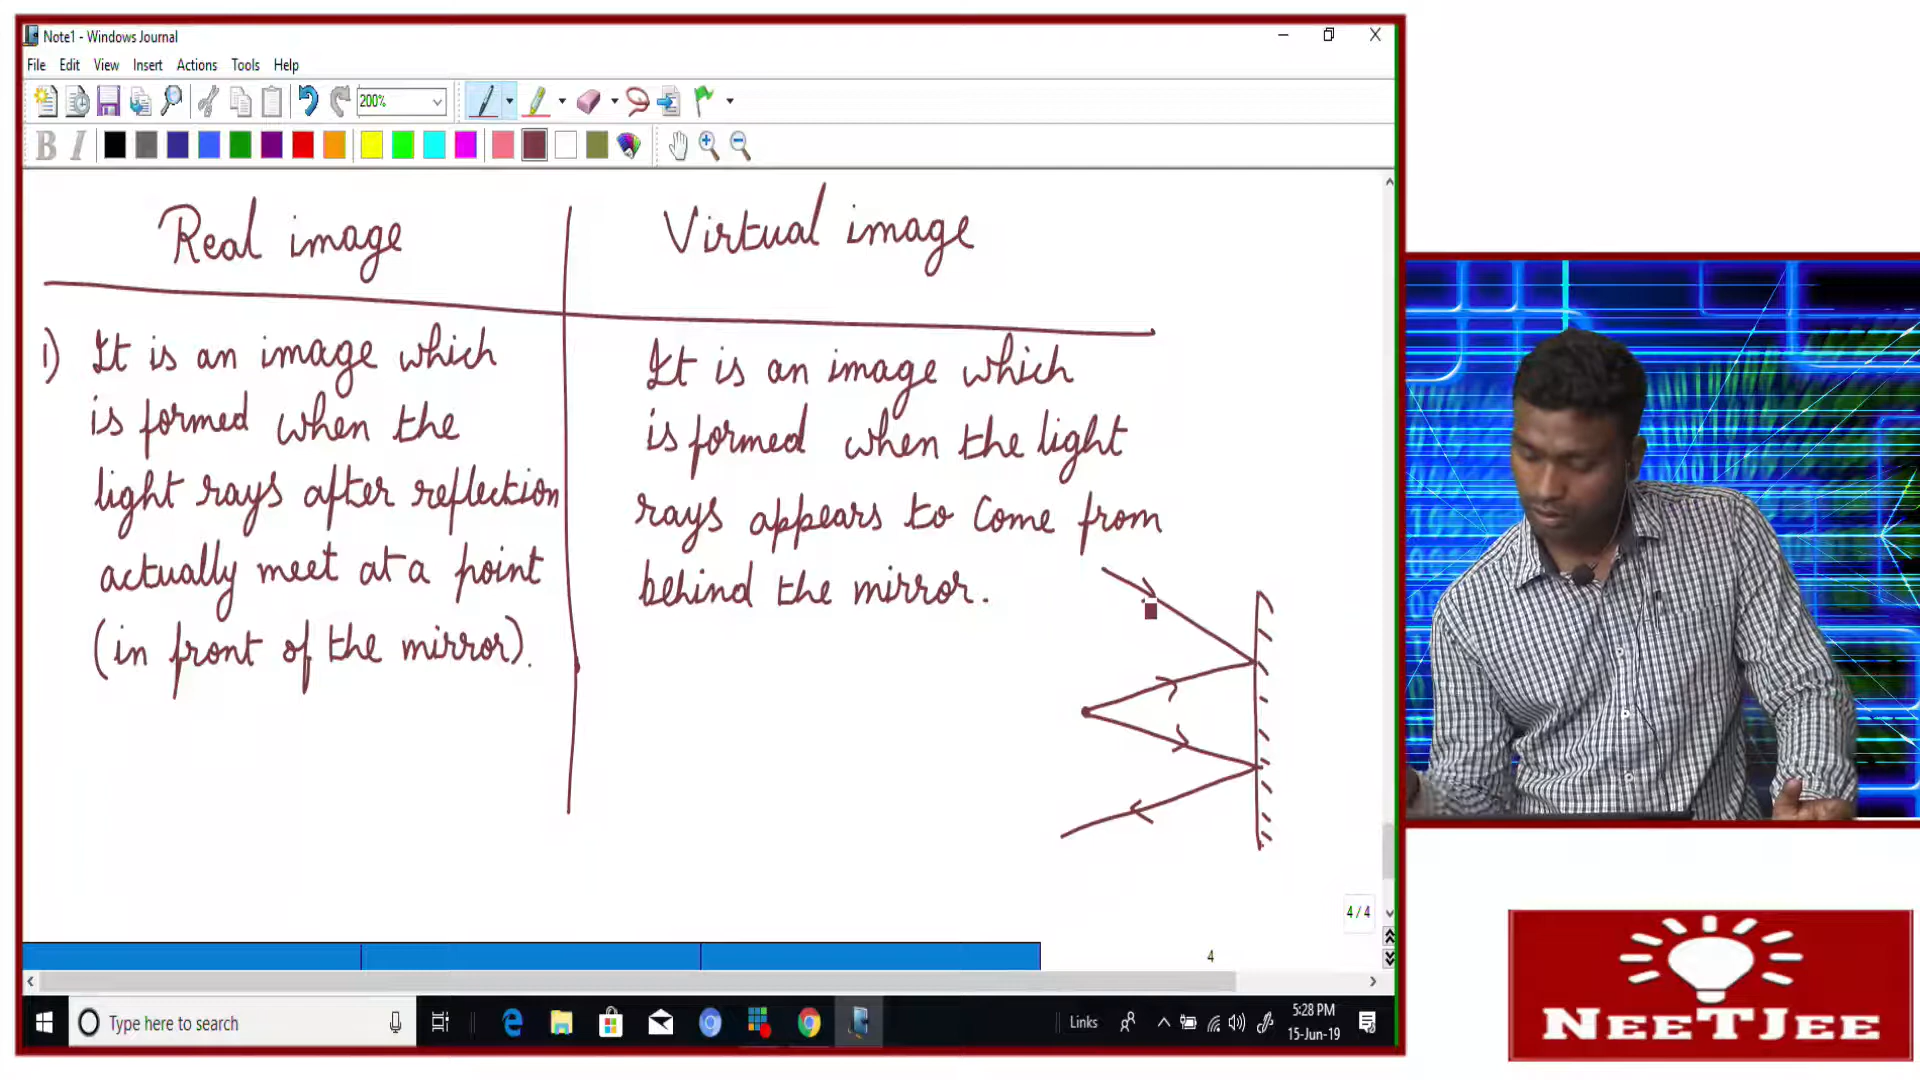 Note1 - Windows Journal
File Edit View Insert Actions Tools Help
200%
B I
Real image
Virtual image
1) It is an image which
is formed when the
light rays after reflection
actually meet at a point
(in front of the mirror).
It is an image which
is formed when the light
rays appears to come from
behind the mirror.
4 / 4
4
Type here to search
Links
5:28 PM
15-Jun-19
NEETJEE